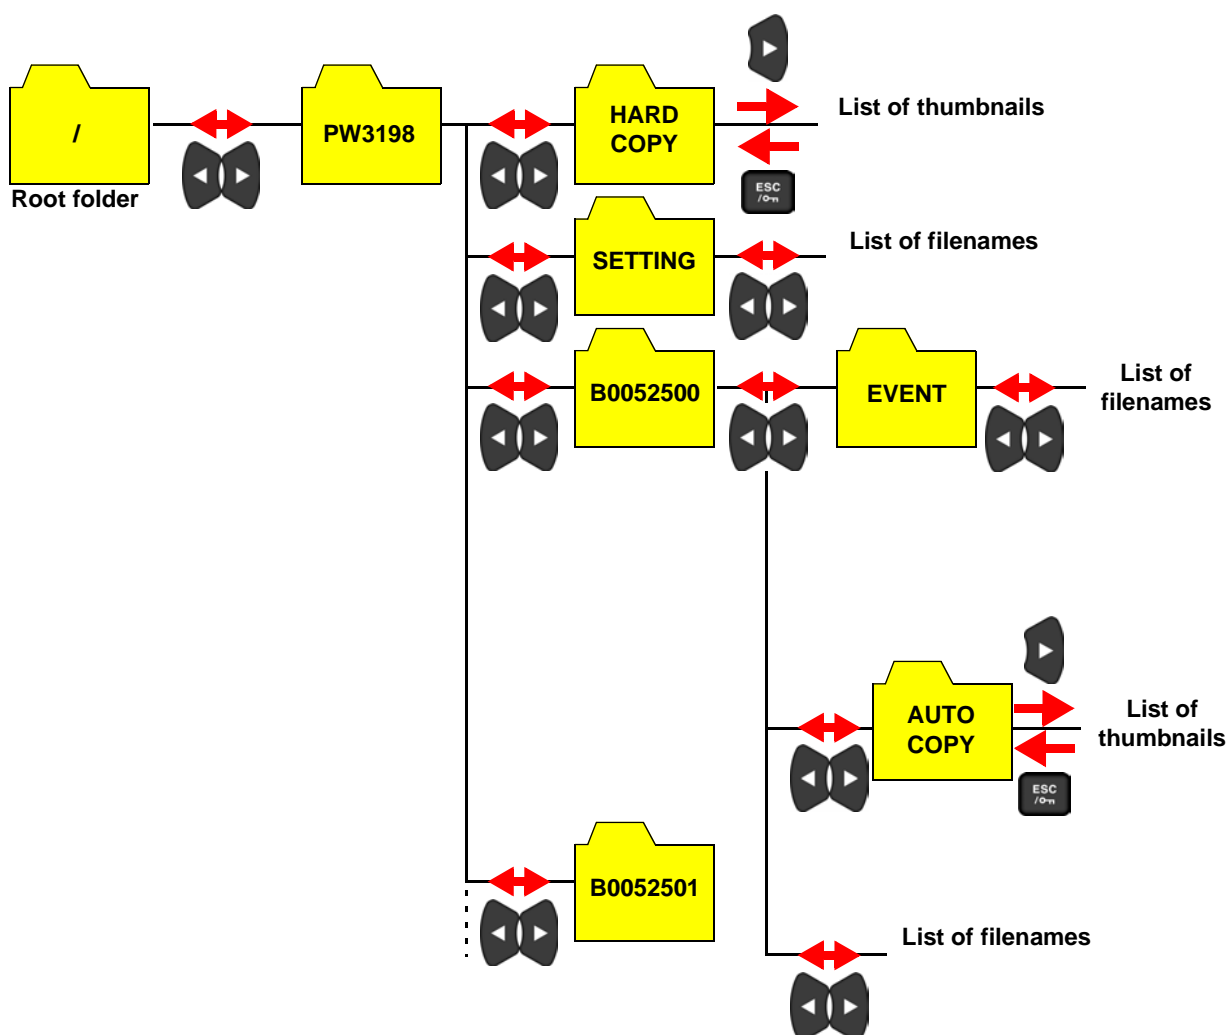 /
Root folder
PW3198
HARD
COPY
List of thumbnails
ESC
/O
SETTING
List of filenames
B0052500
EVENT
List of
filenames
AUTO
COPY
List of
thumbnails
ESC
/O
B0052501
List of filenames